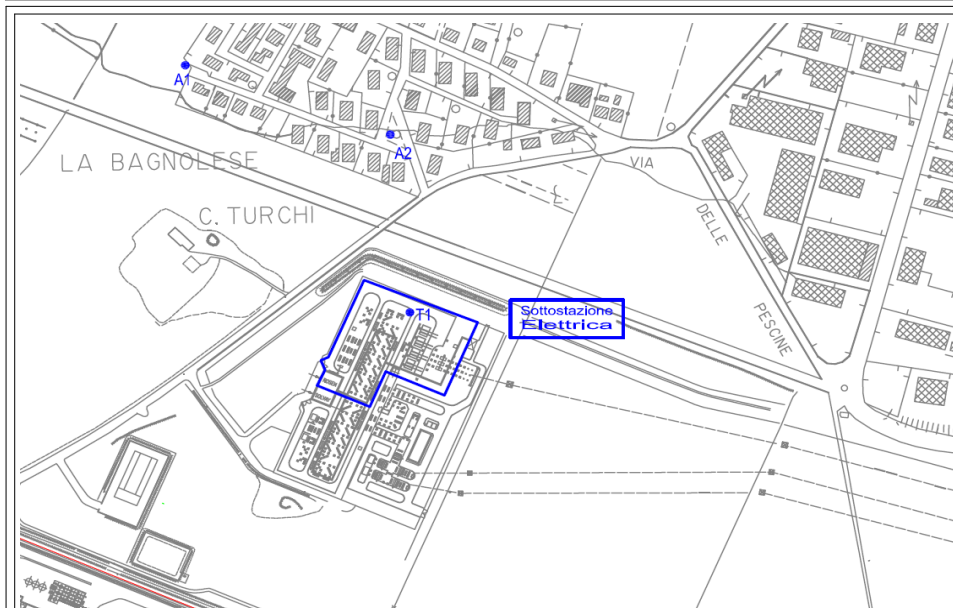 A1
A2
LA BAGNOLESE
VIA
C. TURCHI
DELLE
T1
Sottostazione
Elettrica
PESCINE